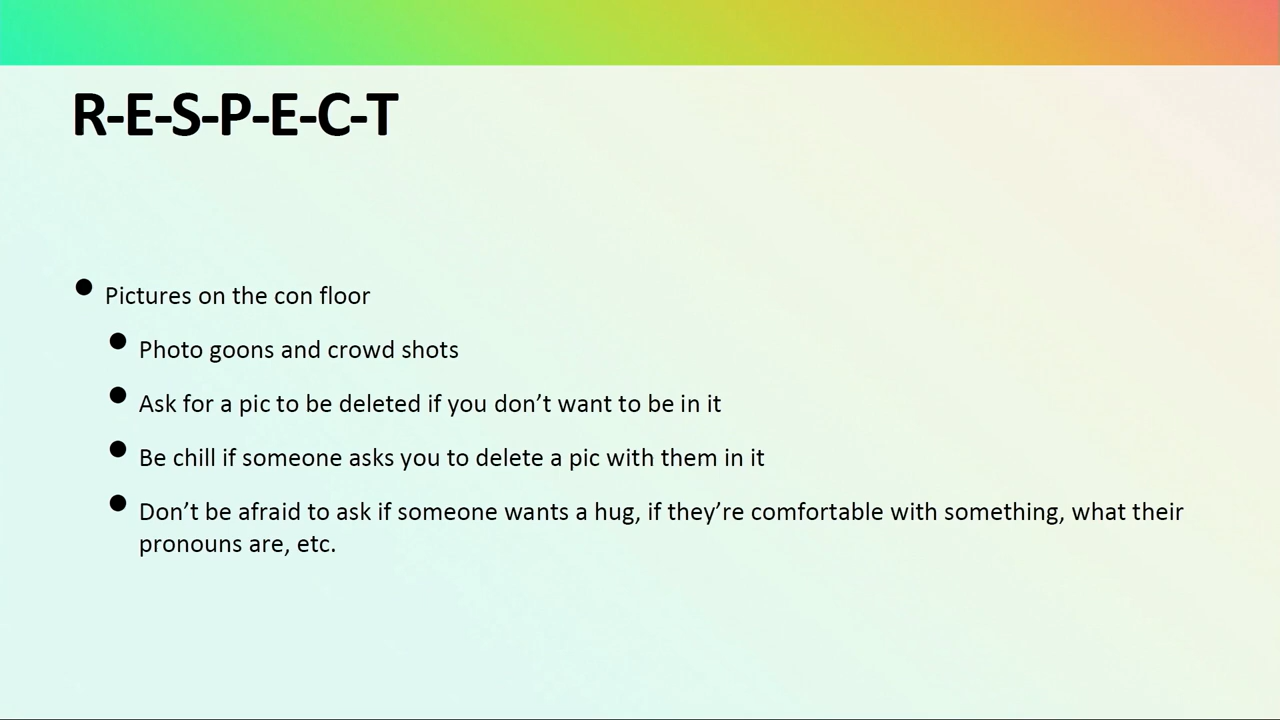 R-E-S-P-E-C-T
Pictures on the con floor
Photo goons and crowd shots
Ask for a pic to be deleted if you don’t want to be in it
Be chill if someone asks you to delete a pic with them in it
Don’t be afraid to ask if someone wants a hug, if they’re comfortable with something, what their
pronouns are, etc.